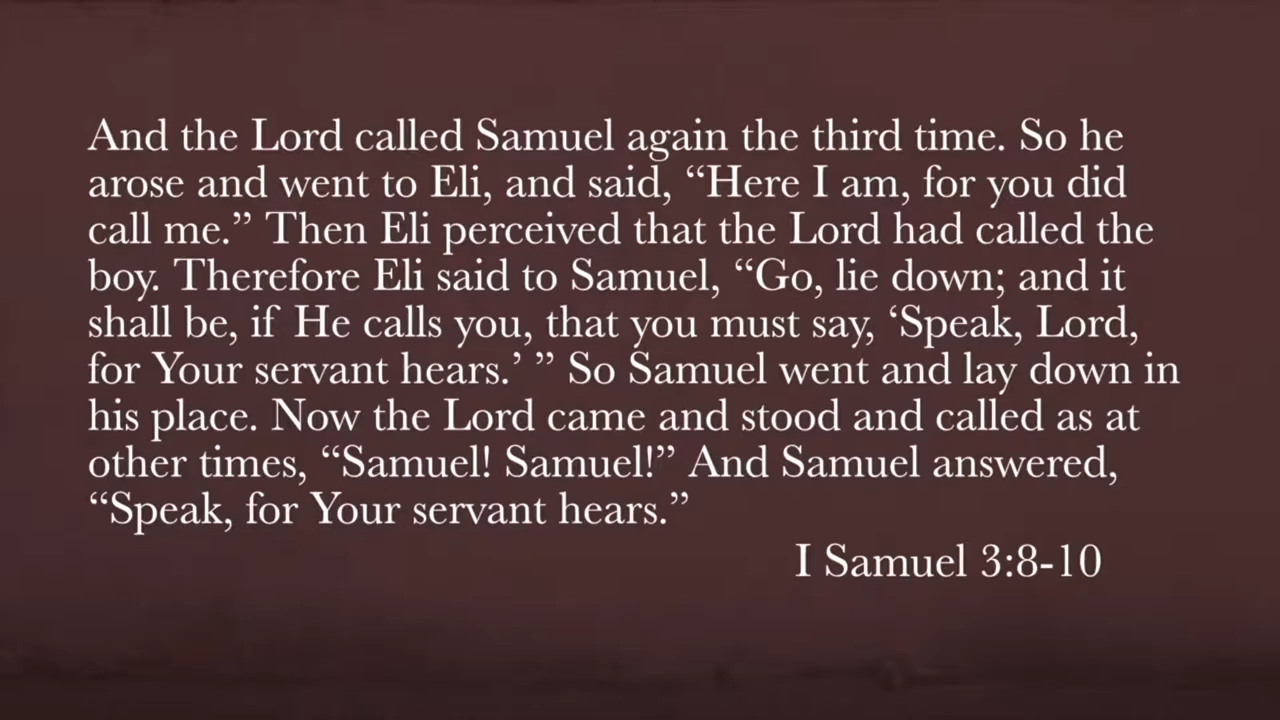 And the Lord called Samuel again the third time. So he
arose and went to Eli, and said, “Here I am, for you did
call me.” Then Eli perceived that the Lord had called the
boy. Therefore Eli said to Samuel, “Go, lie down; and it
shall be, if He calls you, that you must say, ‘Speak, Lord,
for Your servant hears.’ ” So Samuel went and lay down in
his place. Now the Lord came and stood and called as at
other times, “Samuel! Samuel!” And Samuel answered,
“Speak, for Your servant hears.”
I Samuel 3:8-10